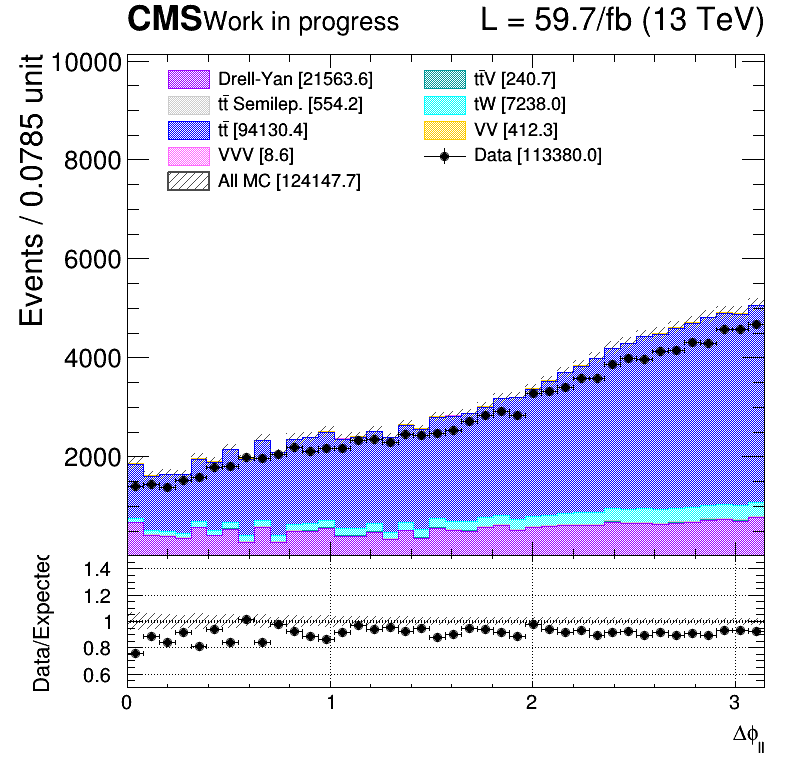 CMS Work in progress L = 59.7/fb (13 TeV)
Events / 0.0785 unit
10000
8000
6000
4000
2000
Drell-Yan [21563.6]
tt̄V [240.7]
tt̄ Semilep. [554.2]
tW [7238.0]
tt̄ [94130.4]
VV [412.3]
VVV [8.6]
Data [113380.0]
All MC [124147.7]
Data/Expected
1.4
1.2
1
0.8
0.6
0 1 2 3
Δϕll